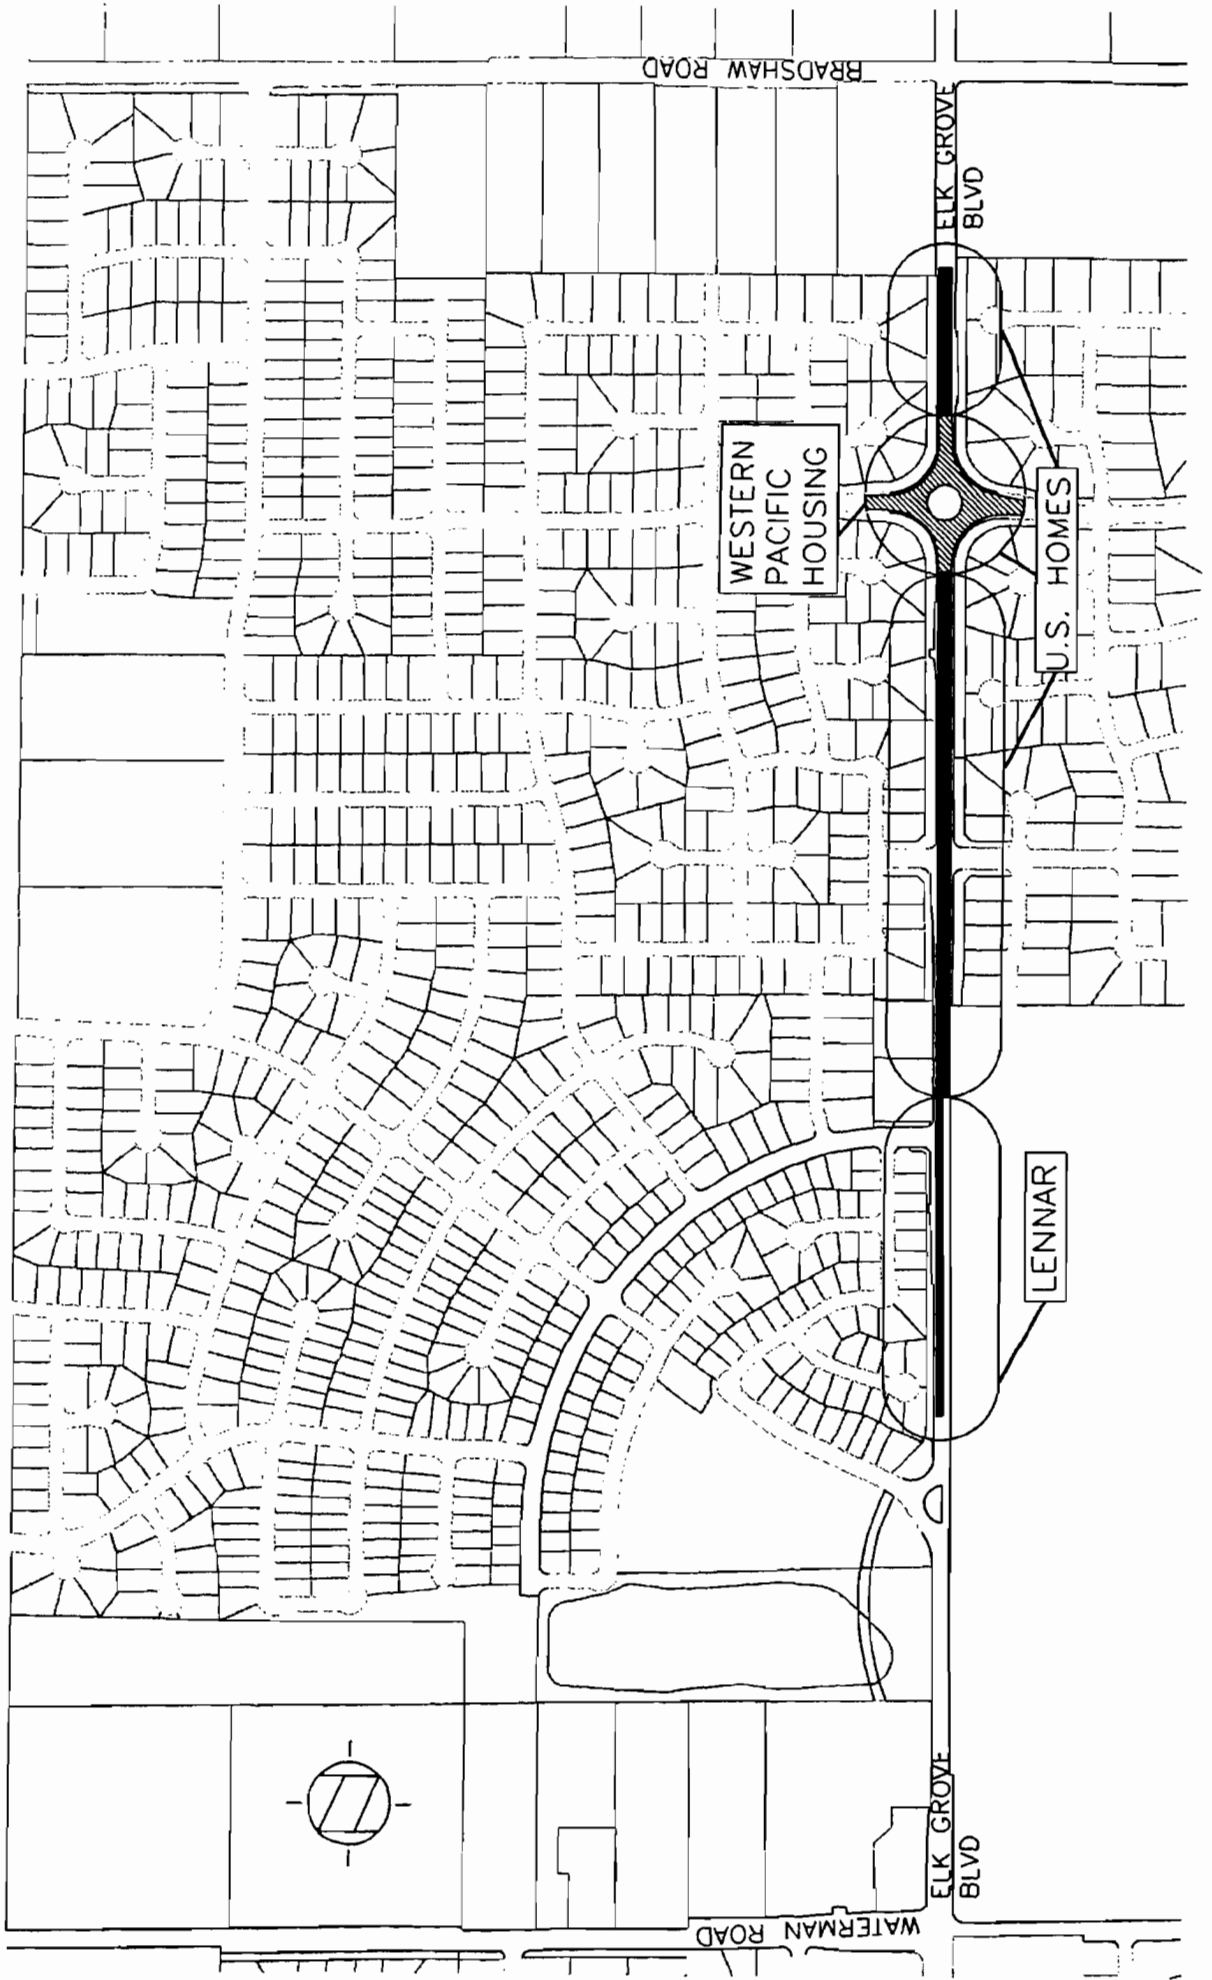 BRADSHAW ROAD
ELK GROVE
BLVD
WESTERN
PACIFIC
HOUSING
U.S. HOMES
LENNAR
ELK GROVE
BLVD
WATERMAN ROAD